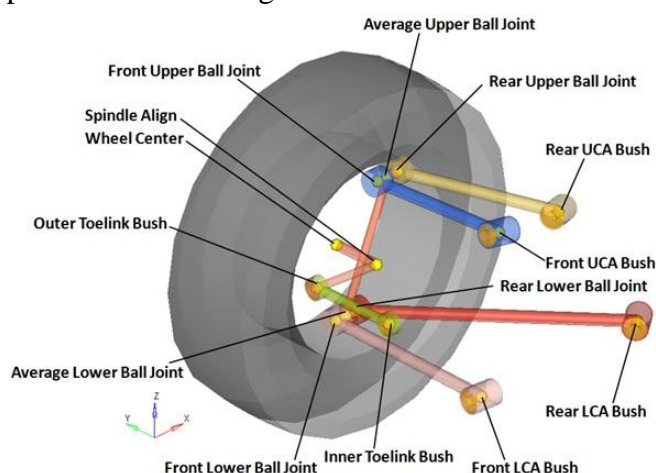 Average Upper Ball Joint
Front Upper Ball Joint
Rear Upper Ball Joint
Spindle Align
Wheel Center
Rear UCA Bush
Outer Toelink Bush
Front UCA Bush
Rear Lower Ball Joint
Average Lower Ball Joint
Rear LCA Bush
Z
Y
X
Inner Toelink Bush
Front Lower Ball Joint
Front LCA Bush